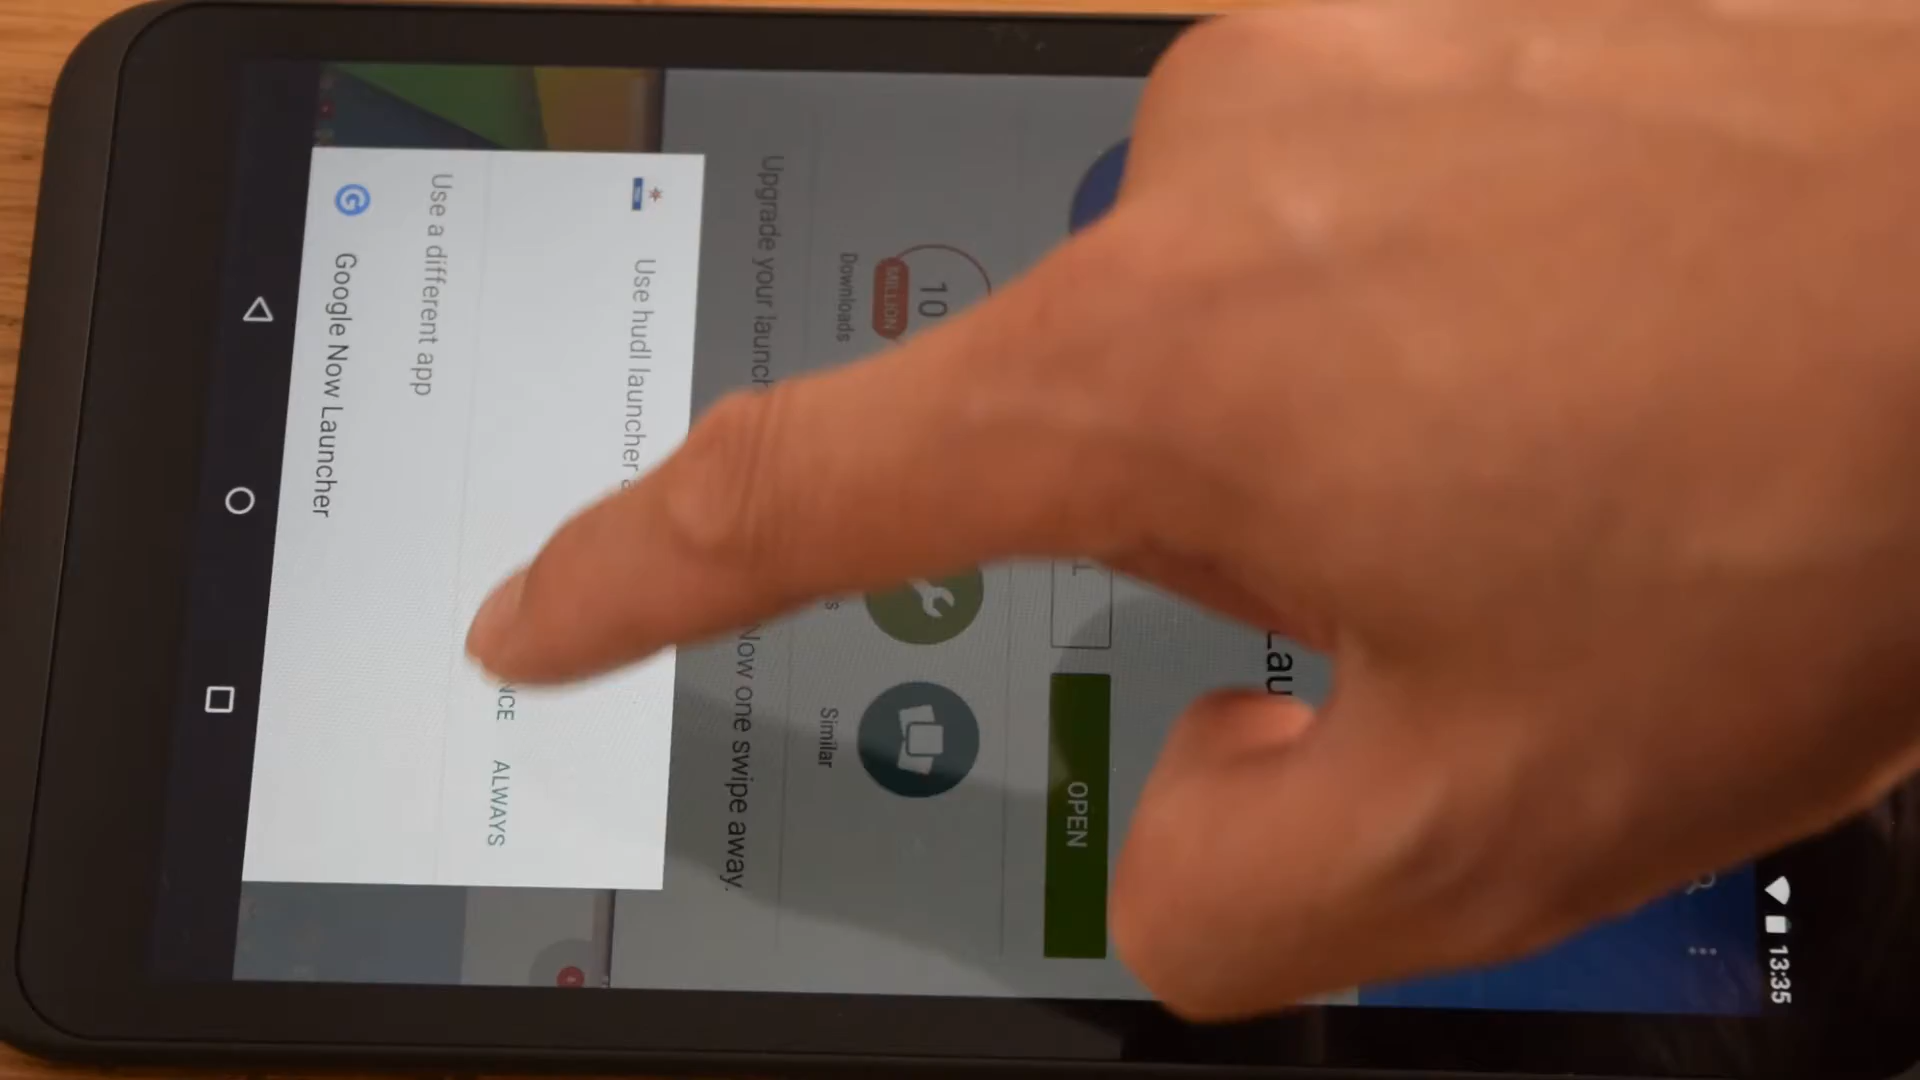 13:35
Lau
OPEN
10
MILLION
Downloads
Similar
Upgrade your launch
Now one swipe away.
Use hudl launcher
ALWAYS
Use a different app
Google Now Launcher